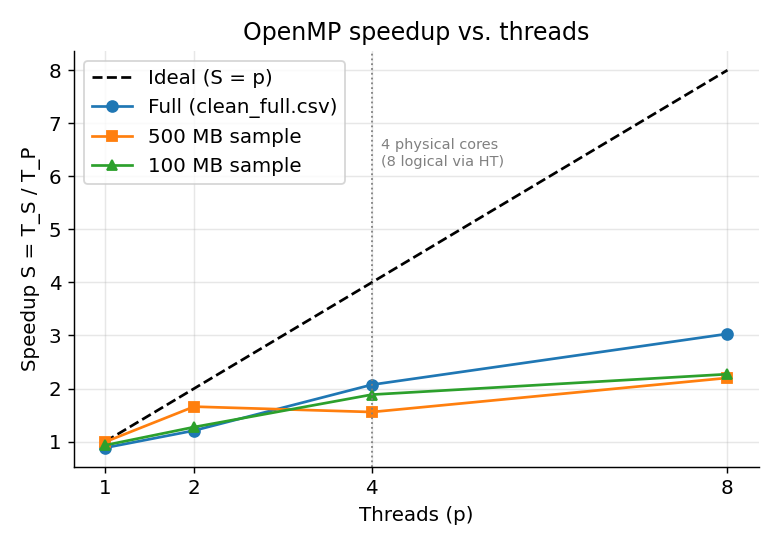 OpenMP speedup vs. threads
Ideal (S = p)
Full (clean_full.csv)
500 MB sample
100 MB sample
4 physical cores
(8 logical via HT)
Speedup S = T_S / T_P
8
7
6
5
4
3
2
1
1 2 4 8
Threads (p)